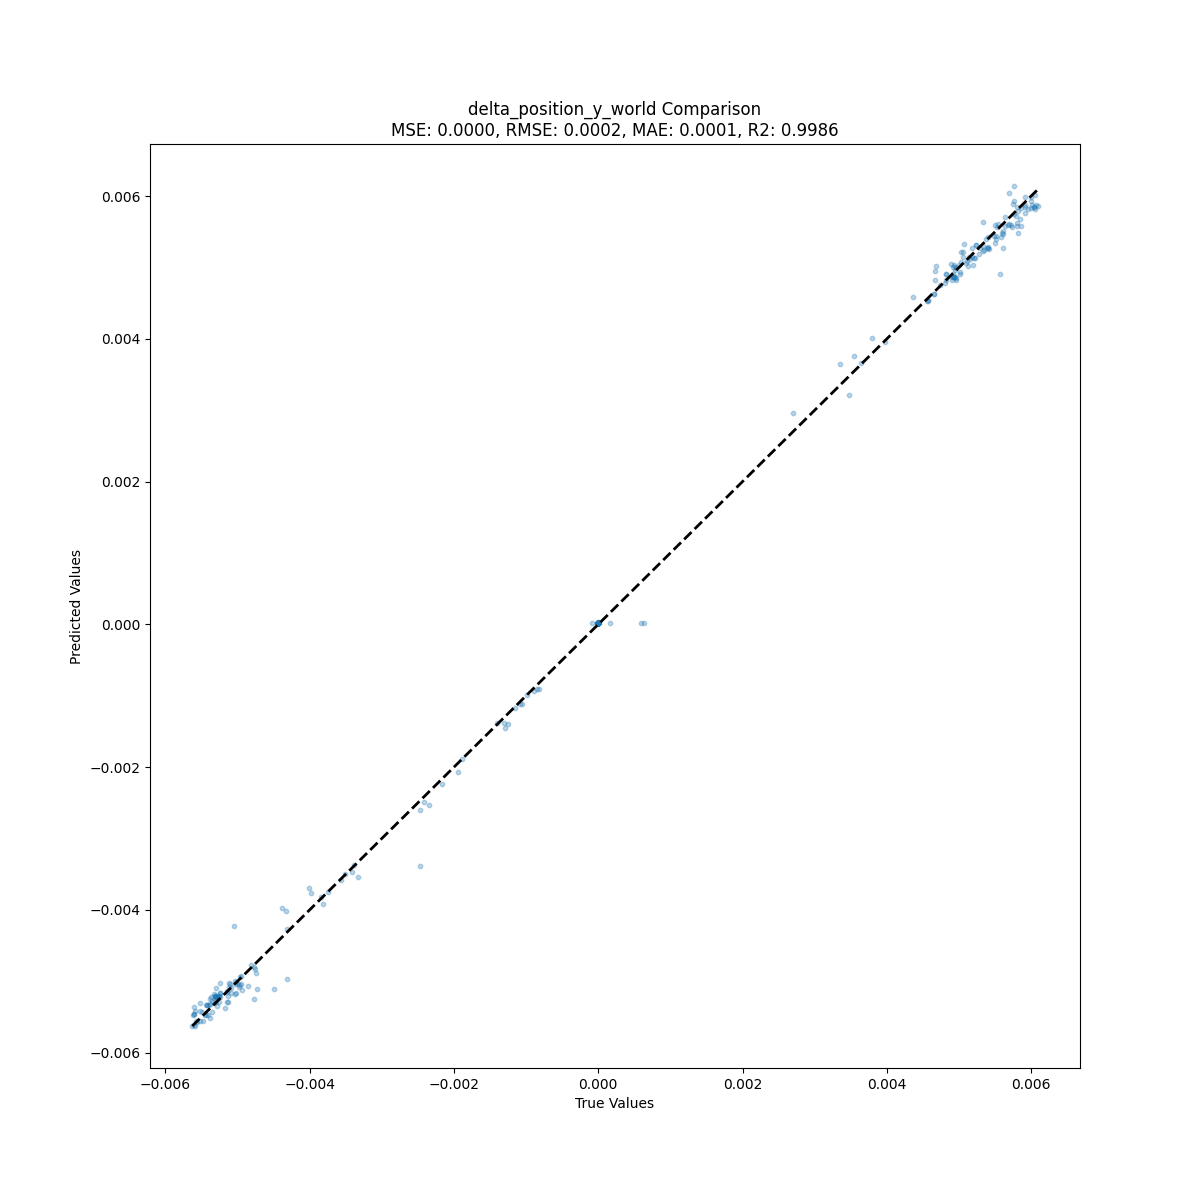 delta_position_y_world Comparison
MSE: 0.0000, RMSE: 0.0002, MAE: 0.0001, R2: 0.9986
0.006
0.004
0.002
0.000
−0.002
−0.004
−0.006
Predicted Values
−0.006 −0.004 −0.002 0.000 0.002 0.004 0.006
True Values